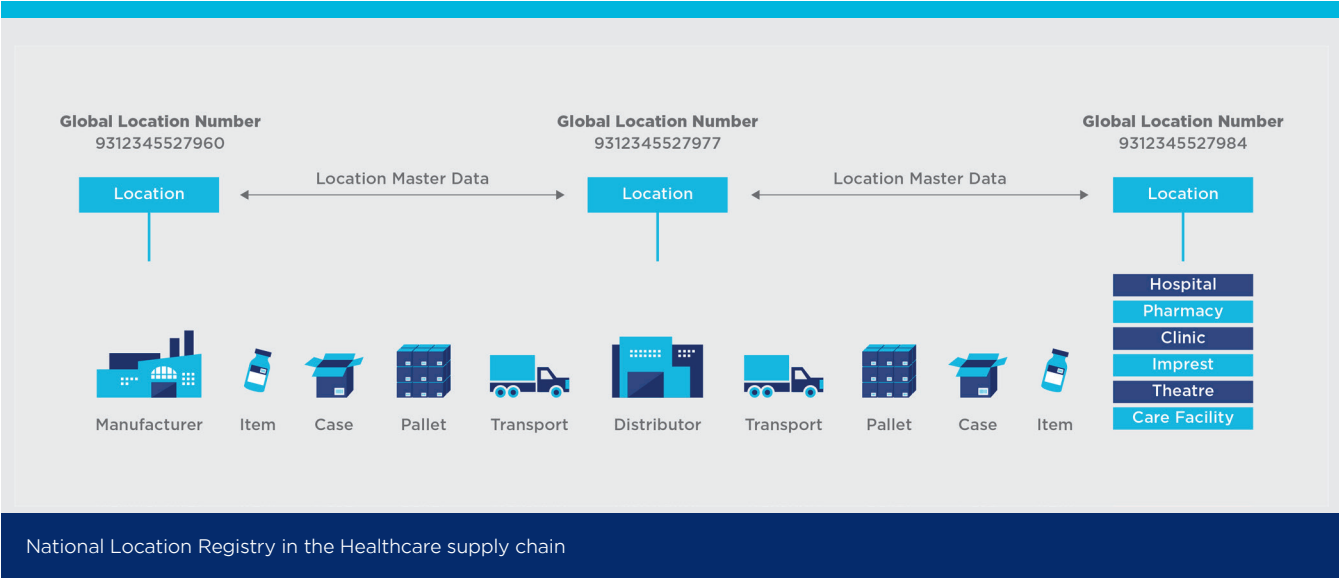 Global Location Number
9312345527960
Global Location Number
9312345527977
Global Location Number
9312345527984
Location
Location Master Data
Location
Location Master Data
Location
Hospital
Pharmacy
Clinic
Imprest
Theatre
Care Facility
Manufacturer
Item
Case
Pallet
Transport
Distributor
Transport
Pallet
Case
Item
National Location Registry in the Healthcare supply chain